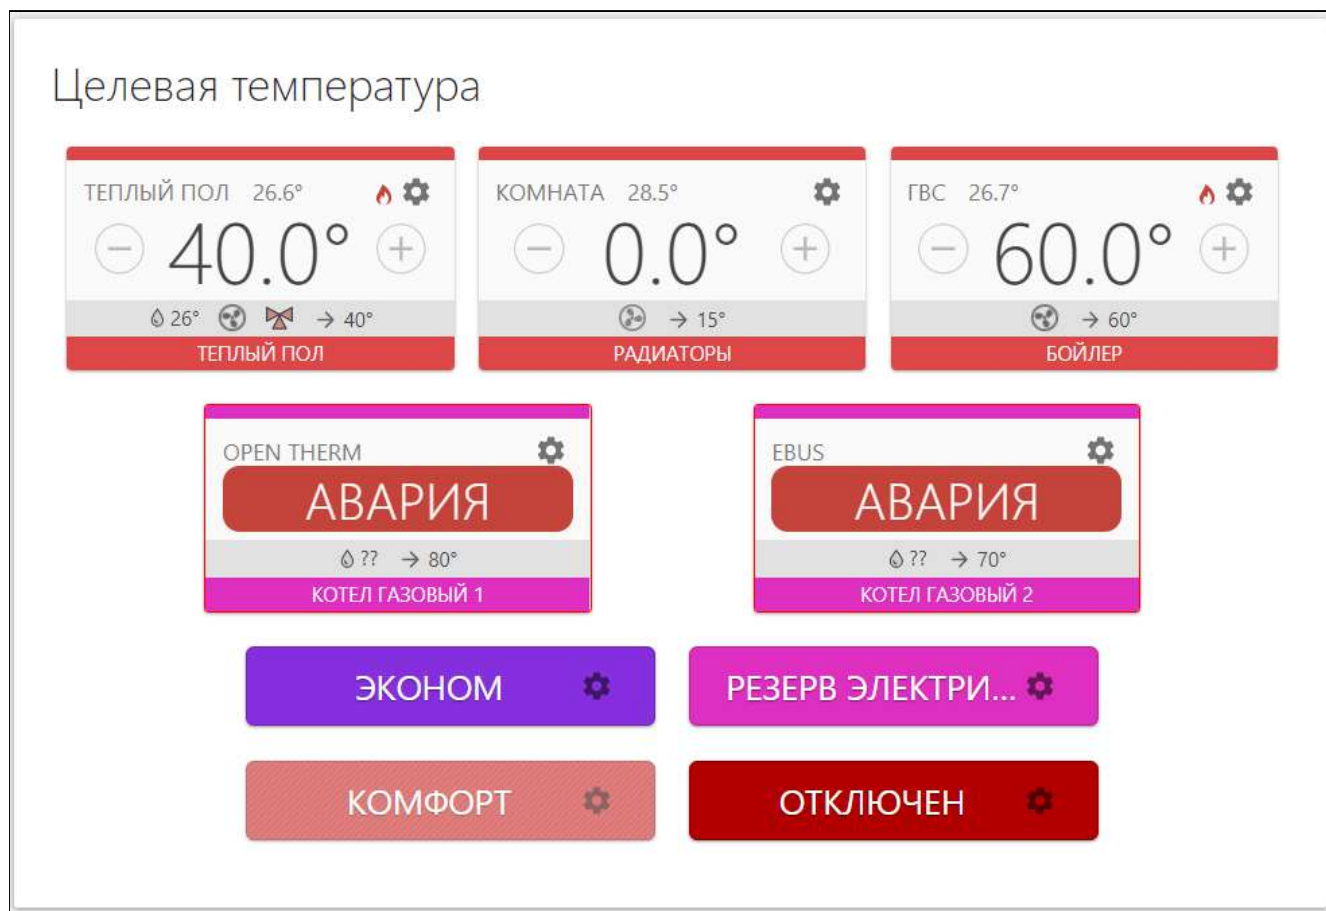 Целевая температура
ТЕПЛЫЙ ПОЛ 26.6°
40.0°
26° → 40°
ТЕПЛЫЙ ПОЛ
КОМНАТА 28.5°
0.0°
→ 15°
РАДИАТОРЫ
ГВС 26.7°
60.0°
→ 60°
БОЙЛЕР
OPEN THERM
АВАРИЯ
?? → 80°
КОТЕЛ ГАЗОВЫЙ 1
EBUS
АВАРИЯ
?? → 70°
КОТЕЛ ГАЗОВЫЙ 2
ЭКОНОМ
РЕЗЕРВ ЭЛЕКТРИ...
КОМФОРТ
ОТКЛЮЧЕН